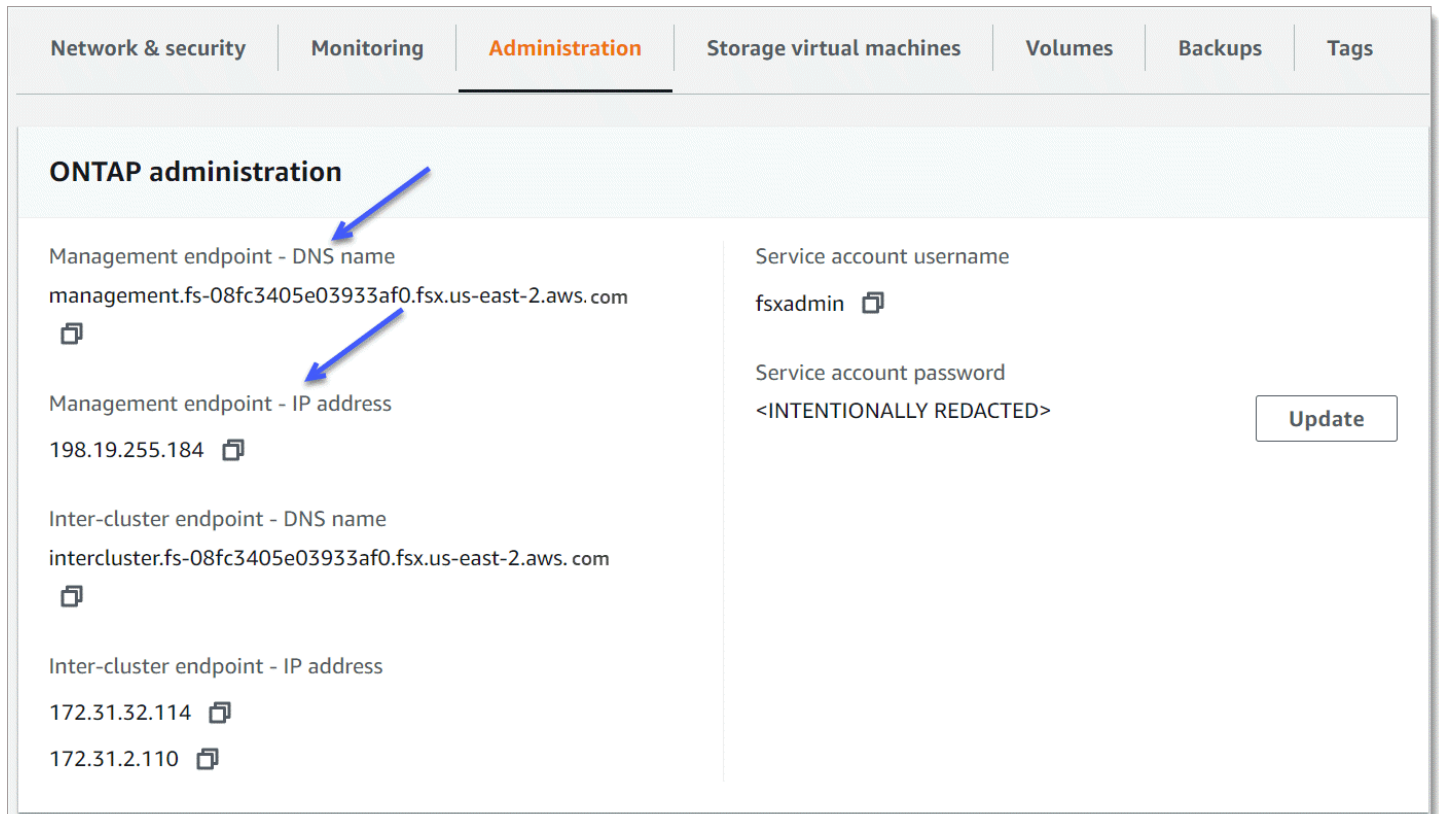 Network & security Monitoring Administration Storage virtual machines Volumes Backups Tags
ONTAP administration
Management endpoint - DNS name
management.fs-08fc3405e03933af0.fsx.us-east-2.aws.com
Management endpoint - IP address
198.19.255.184
Inter-cluster endpoint - DNS name
intercluster.fs-08fc3405e03933af0.fsx.us-east-2.aws.com
Inter-cluster endpoint - IP address
172.31.32.114
172.31.2.110
Service account username
fsxadmin
Service account password
<INTENTIONALLY REDACTED>
Update